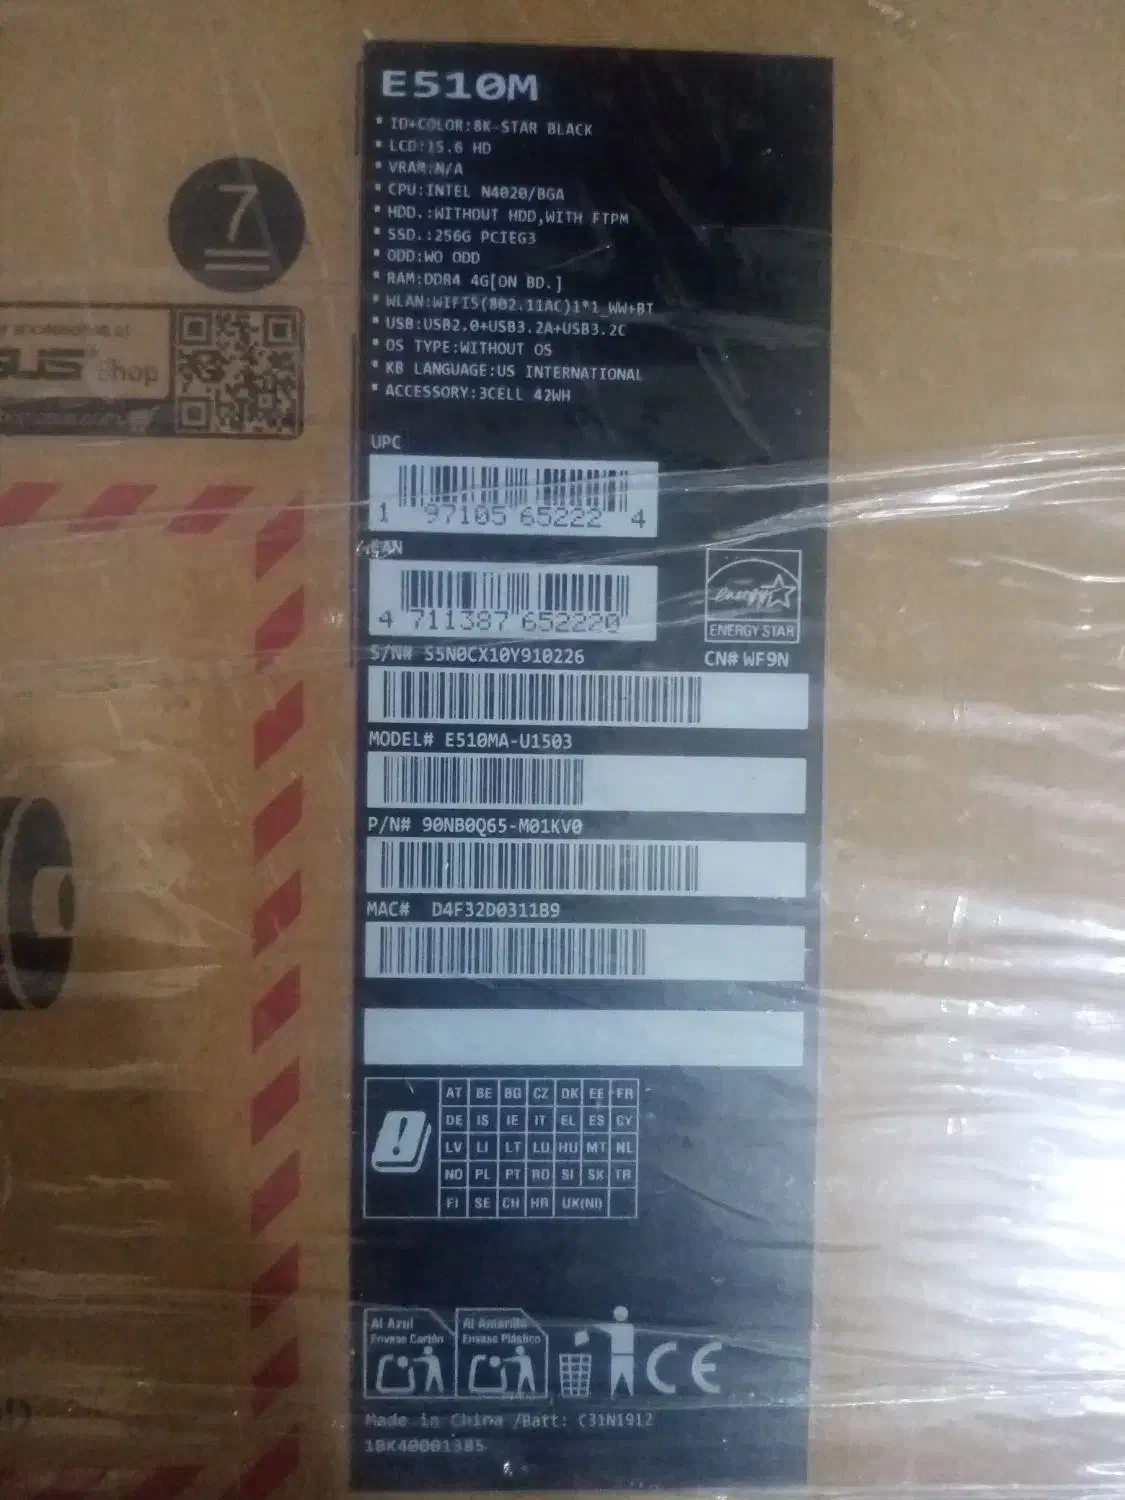 E510M
* ID+COLOR:8K-STAR BLACK
* LCD:15.6 HD
* VRAM:N/A
* CPU:INTEL N4020/BGA
* HDD.:WITHOUT HDD,WITH FTPM
* SSD.:256G PCIEG3
* ODD:WO ODD
* RAM:DDR4 4G[ON BD.]
* WLAN:WIFI5(802.11AC)1*1_WW+BT
* USB:USB2.0+USB3.2A+USB3.2C
* OS TYPE:WITHOUT OS
* KB LANGUAGE:US INTERNATIONAL
* ACCESSORY:3CELL 42WH
7
Shop
UPC
1 97105 65222 4
EAN
4 711387 652220
ENERGY STAR
S/N# S5N0CX10Y910226
CN# WF9N
MODEL# E510MA-U1503
P/N# 90NB0Q65-M01KV0
MAC# D4F32D0311B9
AT BE BG CZ DK EE FR
DE IS IE IT EL ES CY
LV LI LT LU HU MT NL
NO PL PT RO SI SK TR
FI SE CH HR UK(NI)
Al Azul
Envase Cartón
Al Amarillo
Envase Plástico
CE
Made in China /Batt: C31N1912
1BK40001385